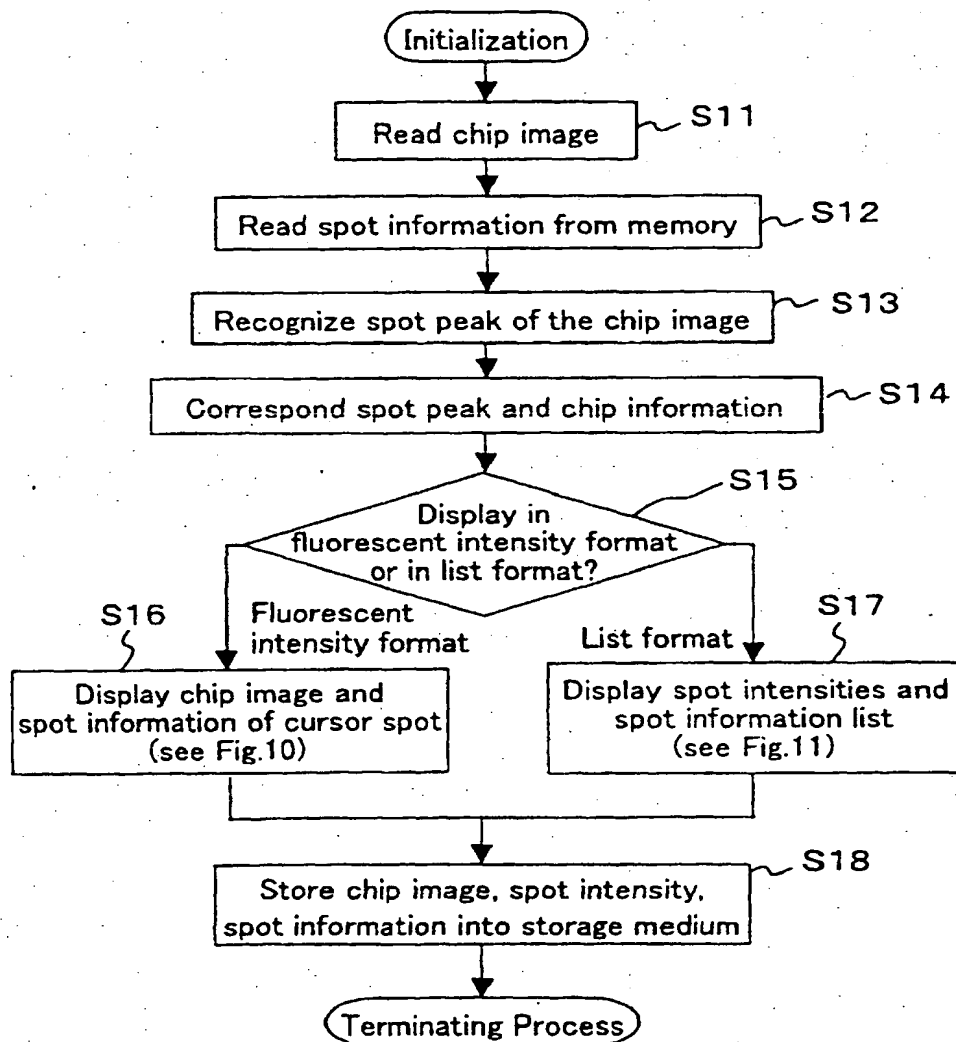 Initialization
Read chip image
S11
Read spot information from memory
S12
Recognize spot peak of the chip image
S13
Correspond spot peak and chip information
S14
S15
Display in
fluorescent intensity format
or in list format?
Fluorescent
intensity format
S16
Display chip image and
spot information of cursor spot
(see Fig.10)
List format
S17
Display spot intensities and
spot information list
(see Fig.11)
S18
Store chip image, spot intensity,
spot information into storage medium
Terminating Process